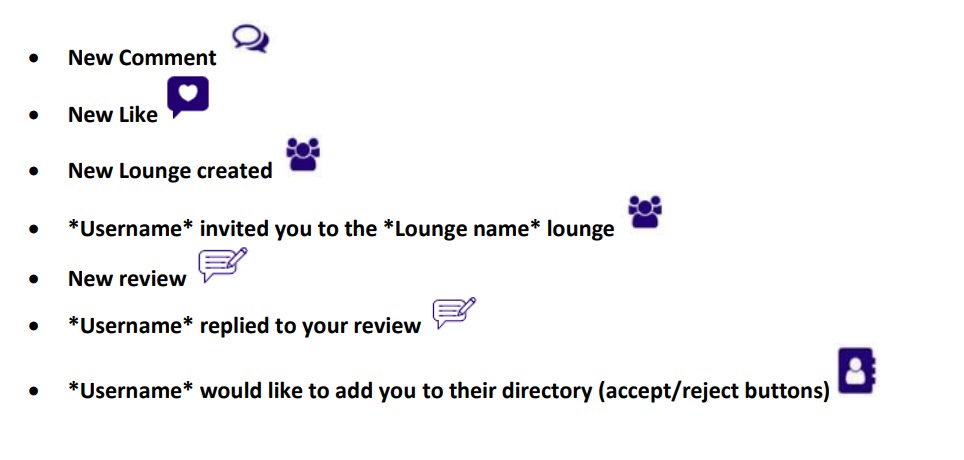 • New Comment
• New Like
• New Lounge created
• *Username* invited you to the *Lounge name* lounge
• New review
• *Username* replied to your review
• *Username* would like to add you to their directory (accept/reject buttons)